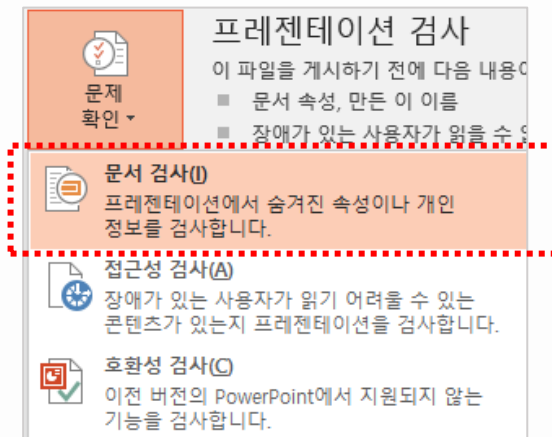 문제
확인
프레젠테이션 검사
이 파일을 게시하기 전에 다음 내용이
■ 문서 속성, 만든 이 이름
■ 장애가 있는 사용자가 읽을 수
문서 검사(I)
프레젠테이션에서 숨겨진 속성이나 개인
정보를 검사합니다.
접근성 검사(A)
장애가 있는 사용자가 읽기 어려울 수 있는
콘텐츠가 있는지 프레젠테이션을 검사합니다.
호환성 검사(C)
이전 버전의 PowerPoint에서 지원되지 않는
기능을 검사합니다.